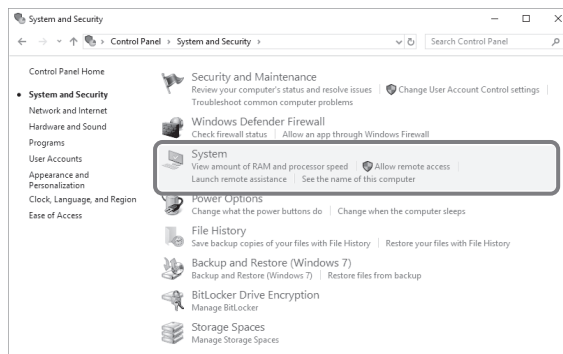 System and Security
Control Panel > System and Security >
Search Control Panel
Control Panel Home
System and Security
Network and Internet
Hardware and Sound
Programs
User Accounts
Appearance and
Personalization
Clock, Language, and Region
Ease of Access
Security and Maintenance
Review your computer's status and resolve issues | Change User Account Control settings |
Troubleshoot common computer problems
Windows Defender Firewall
Check firewall status | Allow an app through Windows Firewall
System
View amount of RAM and processor speed | Allow remote access |
Launch remote assistance | See the name of this computer
Power Options
Change what the power buttons do | Change when the computer sleeps
File History
Save backup copies of your files with File History | Restore your files with File History
Backup and Restore (Windows 7)
Backup and Restore (Windows 7) | Restore files from backup
BitLocker Drive Encryption
Manage BitLocker
Storage Spaces
Manage Storage Spaces